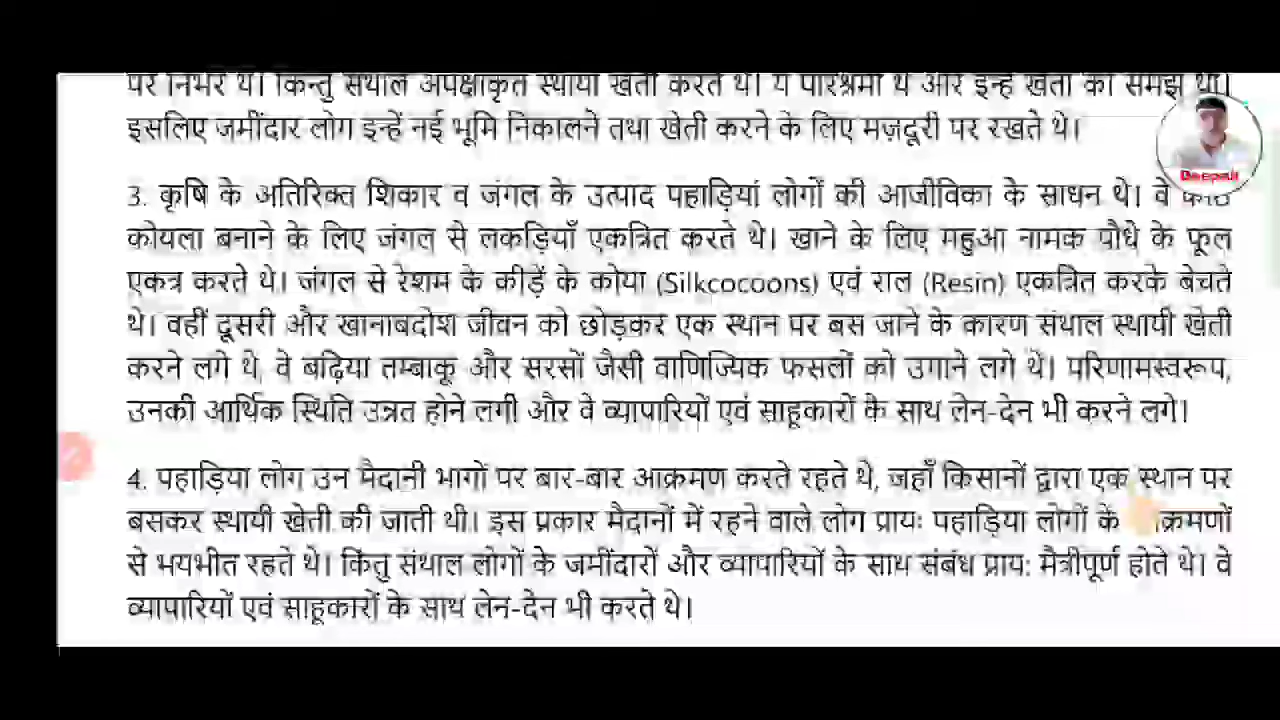 पर निर्भर थे। किन्तु संथाल अपेक्षाकृत स्थायी खेती करते थे। ये परिश्रमी थे और इन्हें खेती की समझ थी।
इसलिए जमींदार लोग इन्हें नई भूमि निकालने तथा खेती करने के लिए मज़दूरी पर रखते थे।
3. कृषि के अतिरिक्त शिकार व जंगल के उत्पाद पहाड़ियां लोगों की आजीविका के साधन थे। वे काठ
कोयला बनाने के लिए जंगल से लकड़ियाँ एकत्रित करते थे। खाने के लिए महुआ नामक पौधे के फूल
एकत्र करते थे। जंगल से रेशम के कीड़ें के कोया (Silkcocoons) एवं राल (Resin) एकत्रित करके बेचते
थे। वहीं दूसरी और खानाबदोश जीवन को छोड़कर एक स्थान पर बस जाने के कारण संथाल स्थायी खेती
करने लगे थे, वे बढ़िया तम्बाकू और सरसों जैसी वाणिज्यिक फसलों को उगाने लगे थे। परिणामस्वरूप,
उनकी आर्थिक स्थिति उन्नत होने लगी और वे व्यापारियों एवं साहूकारों के साथ लेन-देन भी करने लगे।
4. पहाड़िया लोग उन मैदानी भागों पर बार-बार आक्रमण करते रहते थे, जहाँ किसानों द्वारा एक स्थान पर
बसकर स्थायी खेती की जाती थी। इस प्रकार मैदानों में रहने वाले लोग प्रायः पहाड़िया लोगों के क्रमणों
से भयभीत रहते थे। किंतु संथाल लोगों के जमींदारों और व्यापारियों के साथ संबंध प्राय: मैत्रीपूर्ण होते थे। वे
व्यापारियों एवं साहूकारों के साथ लेन-देन भी करते थे।